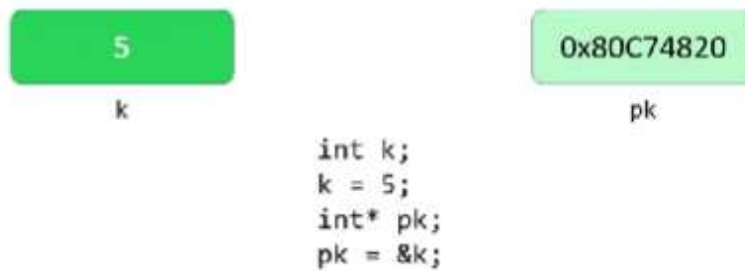 5
0x80C74820
k
pk
int k;
k = 5;
int* pk;
pk = &k;